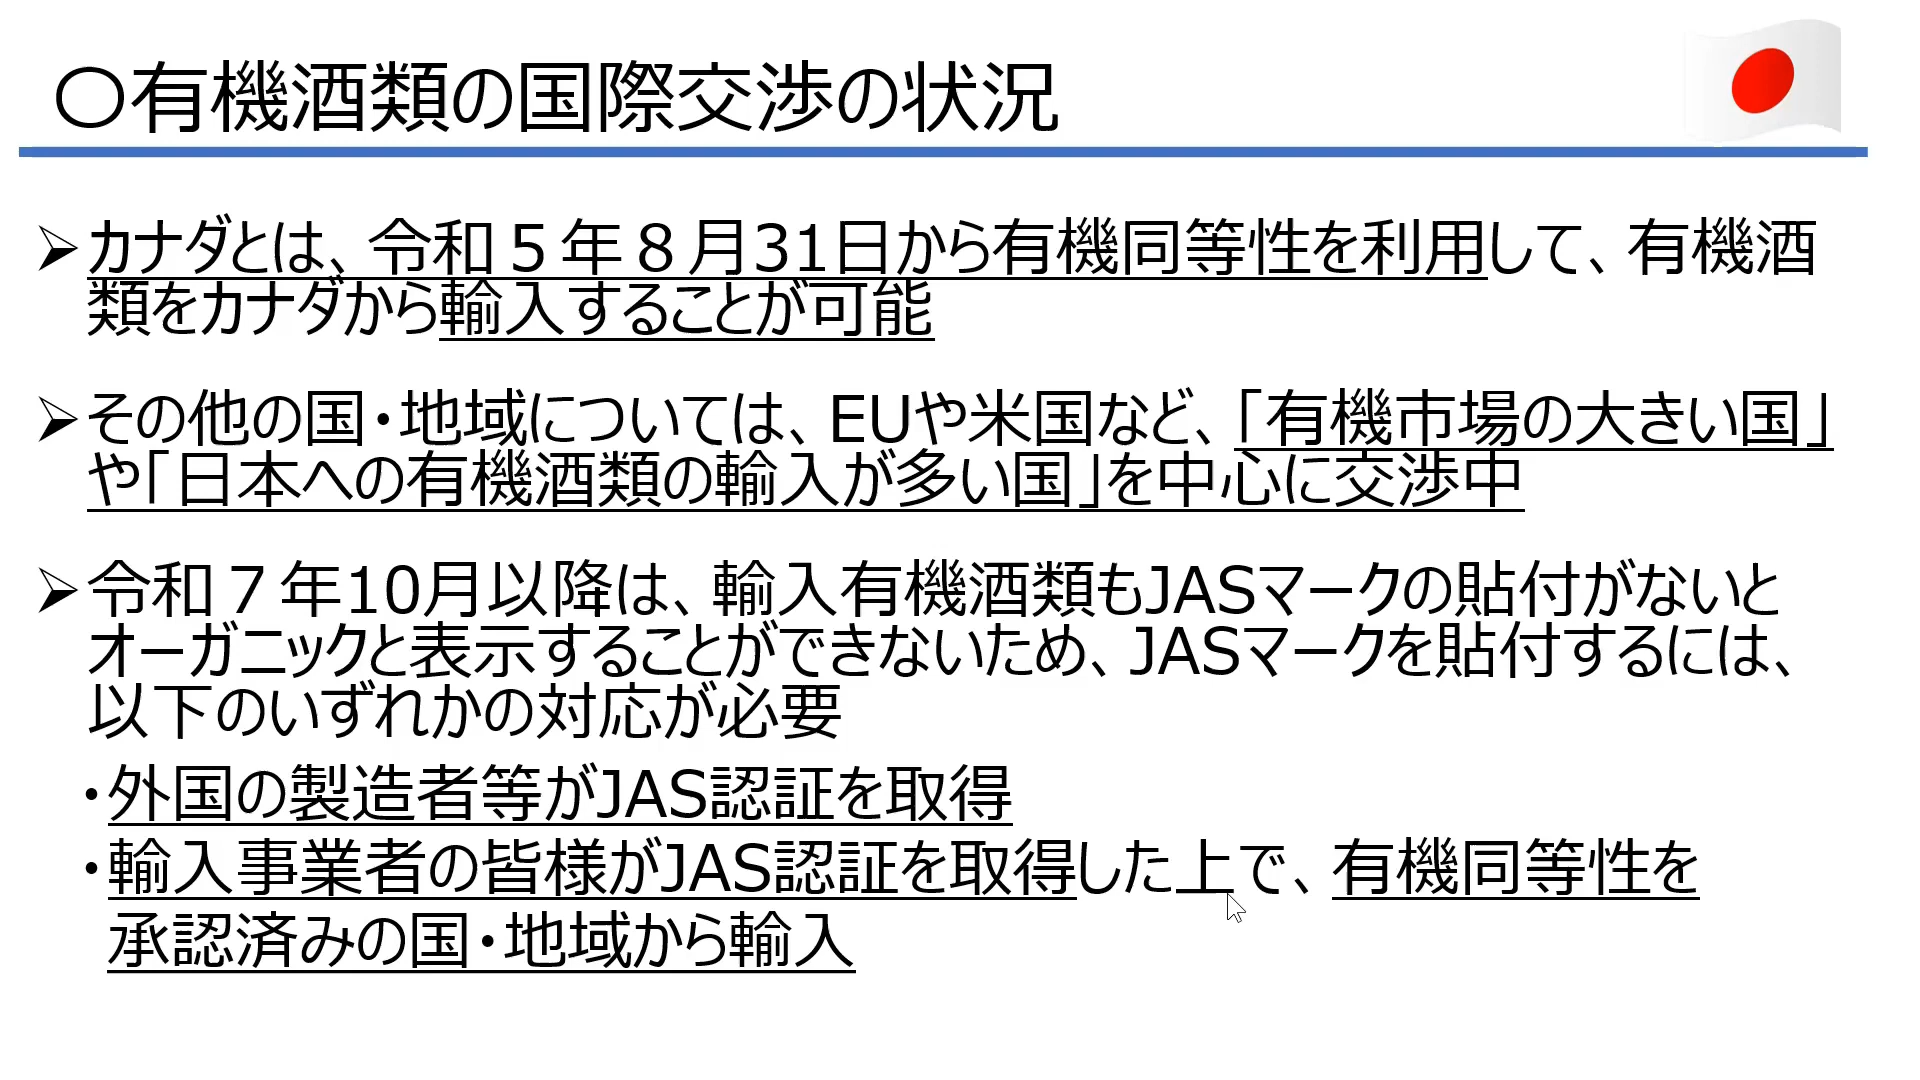 〇有機酒類の国際交渉の状況
➢カナダとは、令和５年８月31日から有機同等性を利用して、有機酒
類をカナダから輸入することが可能
➢その他の国・地域については、EUや米国など、「有機市場の大きい国」
や「日本への有機酒類の輸入が多い国」を中心に交渉中
➢令和７年10月以降は、輸入有機酒類もJASマークの貼付がないと
オーガニックと表示することができないため、JASマークを貼付するには、
以下のいずれかの対応が必要
・外国の製造者等がJAS認証を取得
・輸入事業者の皆様がJAS認証を取得した上で、有機同等性を
承認済みの国・地域から輸入